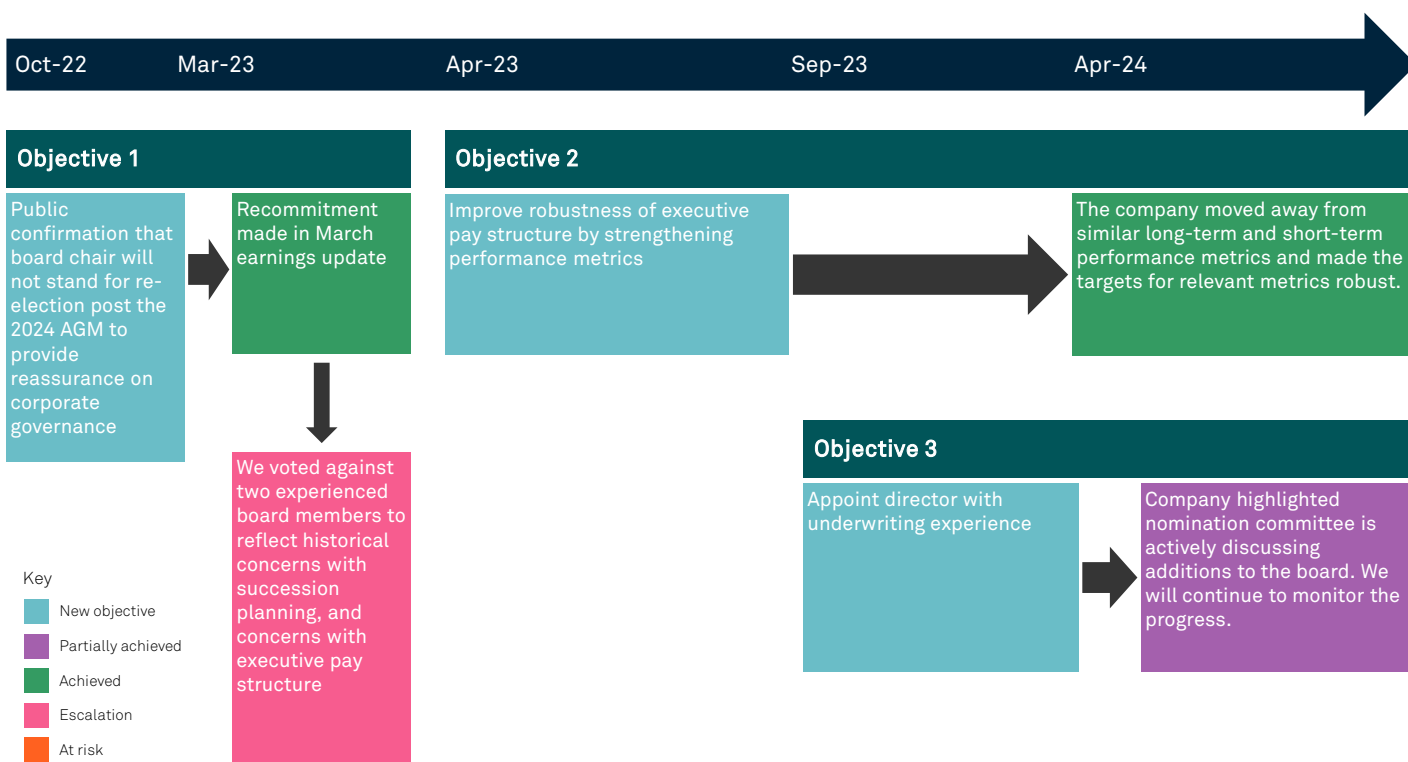 Oct-22
Mar-23
Apr-23
Sep-23
Apr-24
Objective 1
Public
confirmation that
board chair will
not stand for re-
election post the
2024 AGM to
provide
reassurance on
corporate
governance
Recommitment
made in March
earnings update
We voted against
two experienced
board members to
reflect historical
concerns with
succession
planning, and
concerns with
executive pay
structure
Objective 2
Improve robustness of executive
pay structure by strengthening
performance metrics
The company moved away from
similar long-term and short-term
performance metrics and made the
targets for relevant metrics robust.
Objective 3
Appoint director with
underwriting experience
Company highlighted
nomination committee is
actively discussing
additions to the board. We
will continue to monitor the
progress.
Key
New objective
Partially achieved
Achieved
Escalation
At risk